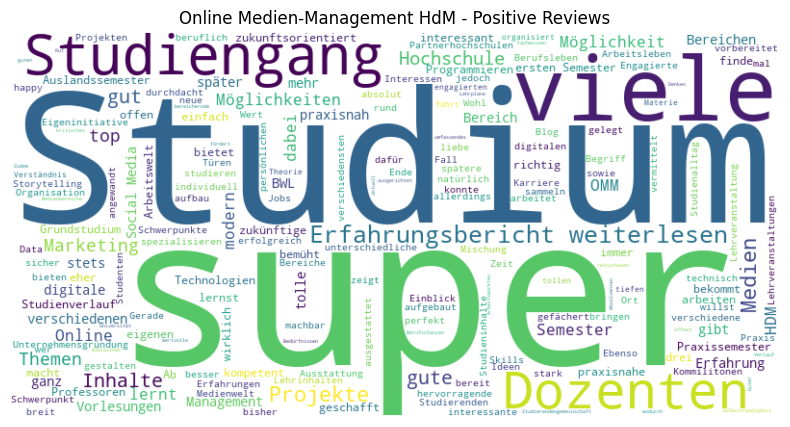 Online Medien-Management HdM - Positive Reviews
Studiengang
Studium
super
viele
Dozenten
Erfahrungsbericht weiterlesen
Hochschule
Möglichkeit
Möglichkeiten
Projekte
Inhalte
Marketing
Medien
Themen
gut
gute
top
Online
Semester
HDM
OMM
BWL
Social Media
modern
dabei
Bereich
Bereichen
Erfahrung
Vorlesungen
lernt
ganz
digitale
verschiedenen
stets
Management
tolle
gibt
später
mehr
praxisnah
offen
Projekten
beruflich
zukunftsorientiert
interessant
Partnerhochschulen
organisiert
Programmieren
Berufsleben
ersten Semester
Arbeitsleben
Engagierte
vorbereitet
finde
mal
Auslandssemester
happy
durchdacht
neue
Interessen
jedoch
engagierten
Eigeninitiative
einfach
Wert
absolut
rund
führt
Wohl
Blog
gelegt
Materie
Denken
bietet
Türen
studieren
individuell
aufbau
Theorie
persönlichen
verschiedensten
dafür
Ende
natürlich
konnte
liebe
Fall
spätere
allerdings
digitalen
Begriff
richtig
Karriere
sammeln
sowie
arbeitet
vermittelt
Studienalltag
Lehrveranstaltung
Lehrveranstaltungen
Verständnis
Storytelling
Organisation
angewandt
Arbeitswelt
Grundstudium
Schwerpunkte
spezialisieren
zukünftige
erfolgreich
Jobs
unterschiedliche
Mischung
Zeit
immer
Data
sicher
bieten
eher
Studenten
Technologien
bemüht
Bereiche
zeigt
Einblick
aufgebaut
perfekt
machbar
Studieninhalte
gefächert
bringen
verschiedene
Ort
technisch
bekommt
arbeiten
willst
Praxis
Studienverlauf
Gerade
lernst
wirklich
eigenen
Unternehmensgründung
wer
gestalten
macht
Professoren
Ab
besser
kompetent
Ausstattung
ausgestattet
Lehrinhalten
Erfahrungen
Medienwelt
bisher
geschafft
Schwerpunkt
breit
Skills
Ideen
bereit
stark
praxisnahe
hervorragende
Studierenden
interessante
Studierendengemeinschaft
drei
Praxissemester
Ebenso
Kommilitonen
tollen
tiefen